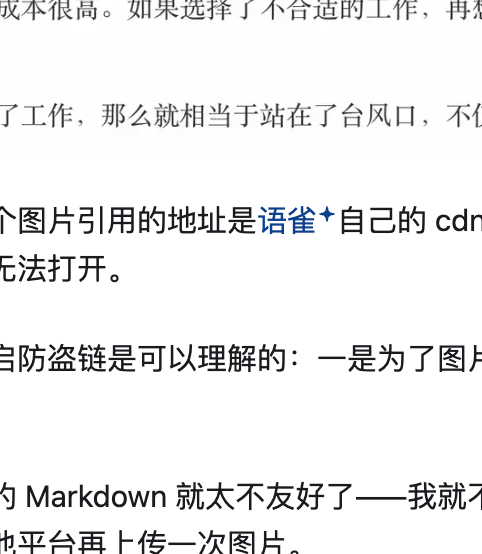 成本很高。如果选择了不合适的工作，再想
了工作，那么就相当于站在了台风口，不仅
个图片引用的地址是语雀自己的 cdn
无法打开。
启防盗链是可以理解的：一是为了图片
的 Markdown 就太不友好了——我就不
他平台再上传一次图片。